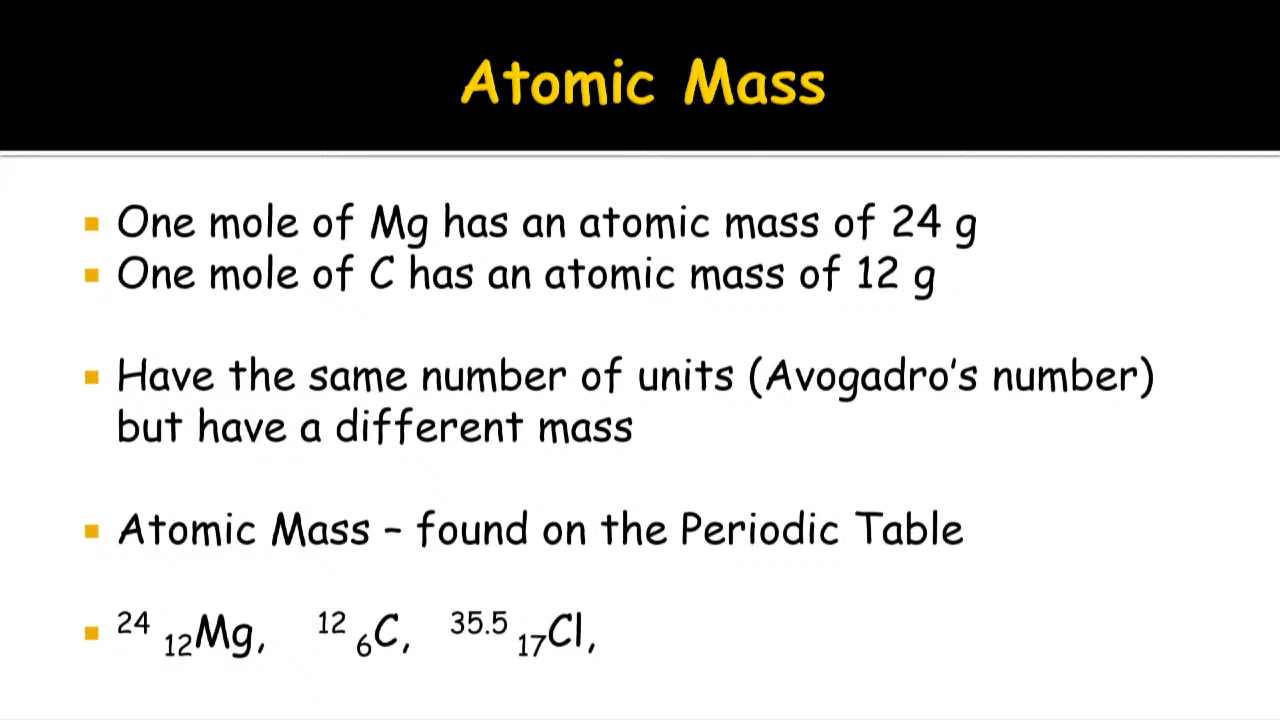 Atomic Mass
▪ One mole of Mg has an atomic mass of 24 g
▪ One mole of C has an atomic mass of 12 g
▪ Have the same number of units (Avogadro’s number)
but have a different mass
▪ Atomic Mass – found on the Periodic Table
▪ ²⁴ ₁₂Mg, ¹² ₆C, ³⁵·⁵ ₁₇Cl,